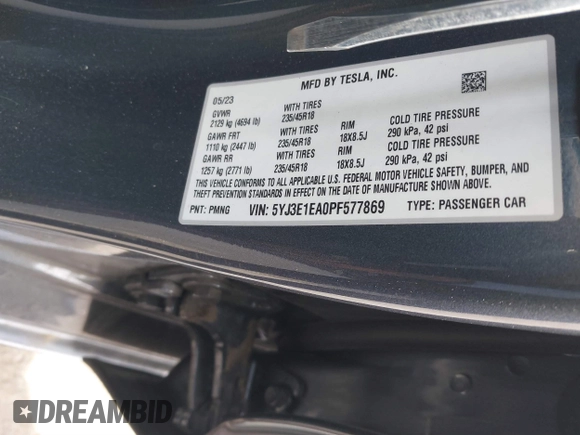 MFD BY TESLA, INC.
05/23
GVWR WITH TIRES
2129 kg (4694 lb) 235/45R18 RIM COLD TIRE PRESSURE
GAWR FRT WITH TIRES 18X8.5J 290 kPa, 42 psi
1110 kg (2447 lb) 235/45R18 RIM COLD TIRE PRESSURE
GAWR RR WITH TIRES 18X8.5J 290 kPa, 42 psi
1257 kg (2771 lb) 235/45R18
THIS VEHICLE CONFORMS TO ALL APPLICABLE U.S. FEDERAL MOTOR VEHICLE SAFETY, BUMPER, AND
THEFT PREVENTION STANDARDS IN EFFECT ON THE DATE OF MANUFACTURE SHOWN ABOVE.
PNT: PMNG VIN: 5YJ3E1EA0PF577869 TYPE: PASSENGER CAR
DREAMBID